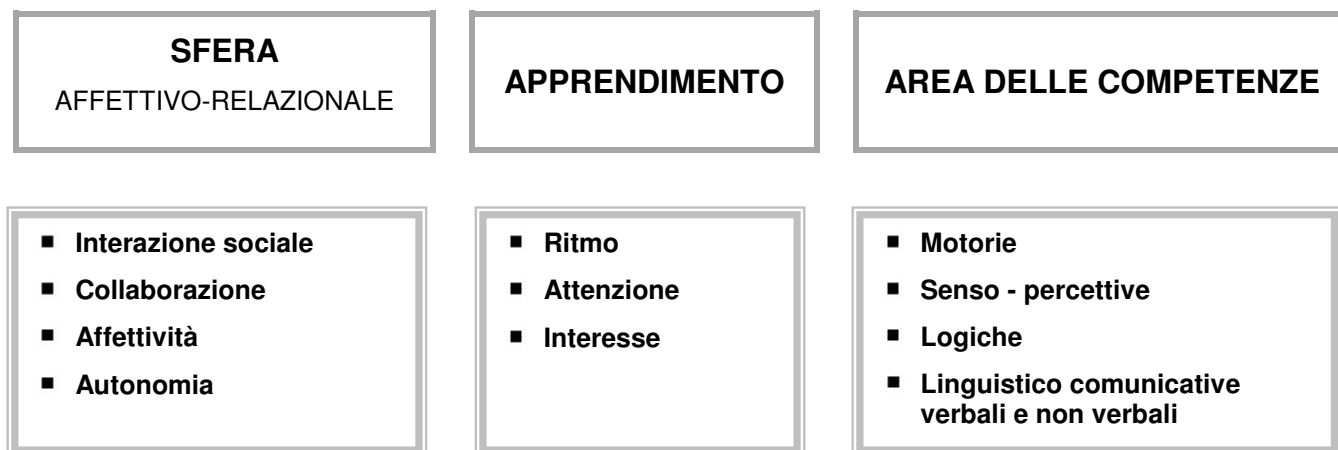 SFERA
AFFETTIVO-RELAZIONALE
APPRENDIMENTO
AREA DELLE COMPETENZE
▪ Interazione sociale
▪ Collaborazione
▪ Affettività
▪ Autonomia
▪ Ritmo
▪ Attenzione
▪ Interesse
▪ Motorie
▪ Senso - percettive
▪ Logiche
▪ Linguistico comunicative
verbali e non verbali